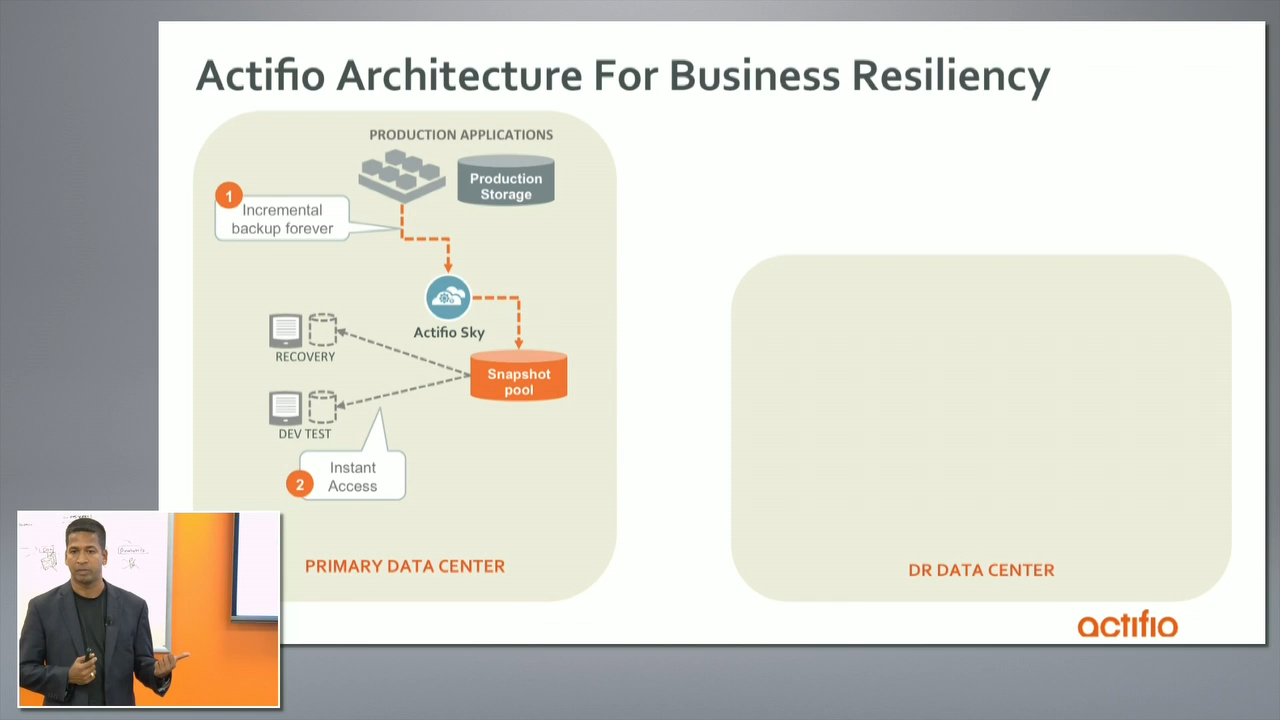 Actifio Architecture For Business Resiliency
PRODUCTION APPLICATIONS
Production
Storage
1
Incremental
backup forever
Actifio Sky
RECOVERY
Snapshot
pool
DEV TEST
Instant
Access
2
PRIMARY DATA CENTER
DR DATA CENTER
actifio